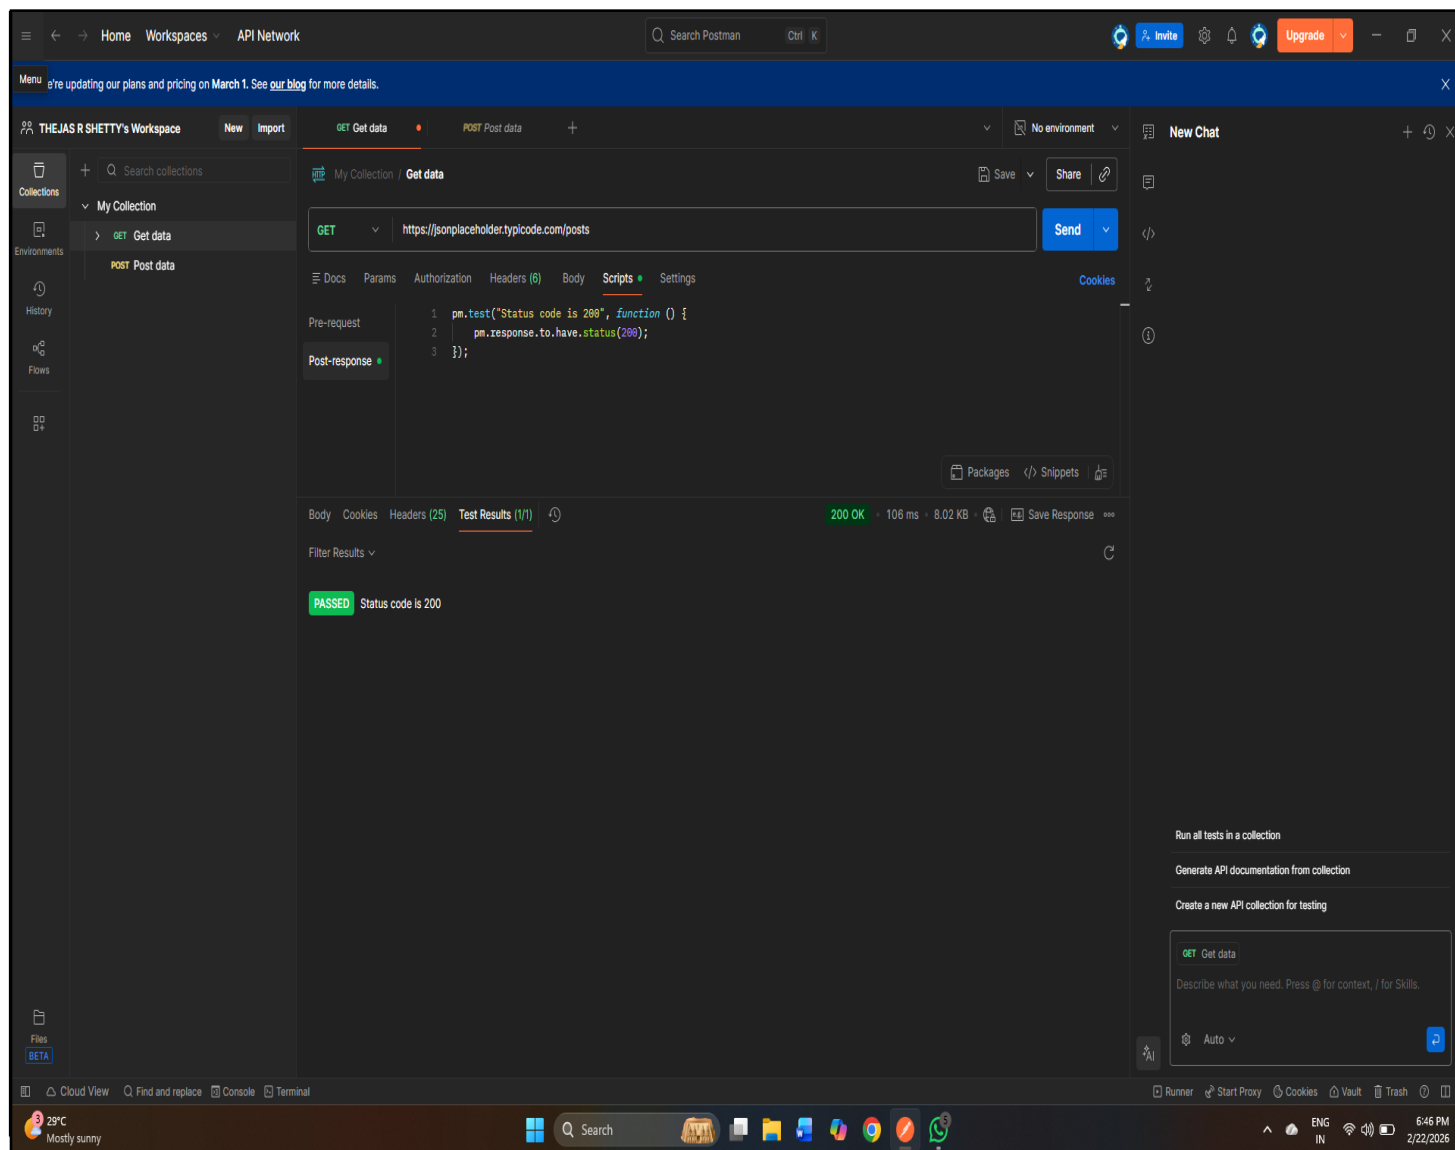 Home Workspaces API Network
Search Postman Ctrl K
Invite
Upgrade
Menu
e're updating our plans and pricing on March 1. See our blog for more details.
THEJAS R SHETTY's Workspace New Import
GET Get data
POST Post data
No environment
New Chat
Collections
Search collections
My Collection
GET Get data
POST Post data
Environments
History
Flows
Files
BETA
HTTP My Collection / Get data
Save
Share
GET https://jsonplaceholder.typicode.com/posts
Send
Docs Params Authorization Headers (6) Body Scripts Settings
Cookies
Pre-request
Post-response
1 pm.test("Status code is 200", function () {
2 pm.response.to.have.status(200);
3 });
Packages </> Snippets
Body Cookies Headers (25) Test Results (1/1)
200 OK 106 ms 8.02 KB Save Response
Filter Results
PASSED Status code is 200
Run all tests in a collection
Generate API documentation from collection
Create a new API collection for testing
GET Get data
Describe what you need. Press @ for context, / for Skills.
Auto
AI
Cloud View Find and replace Console Terminal
Runner Start Proxy Cookies Vault Trash
3
29°C
Mostly sunny
Search
5
ENG
IN
6:46 PM
2/22/2026